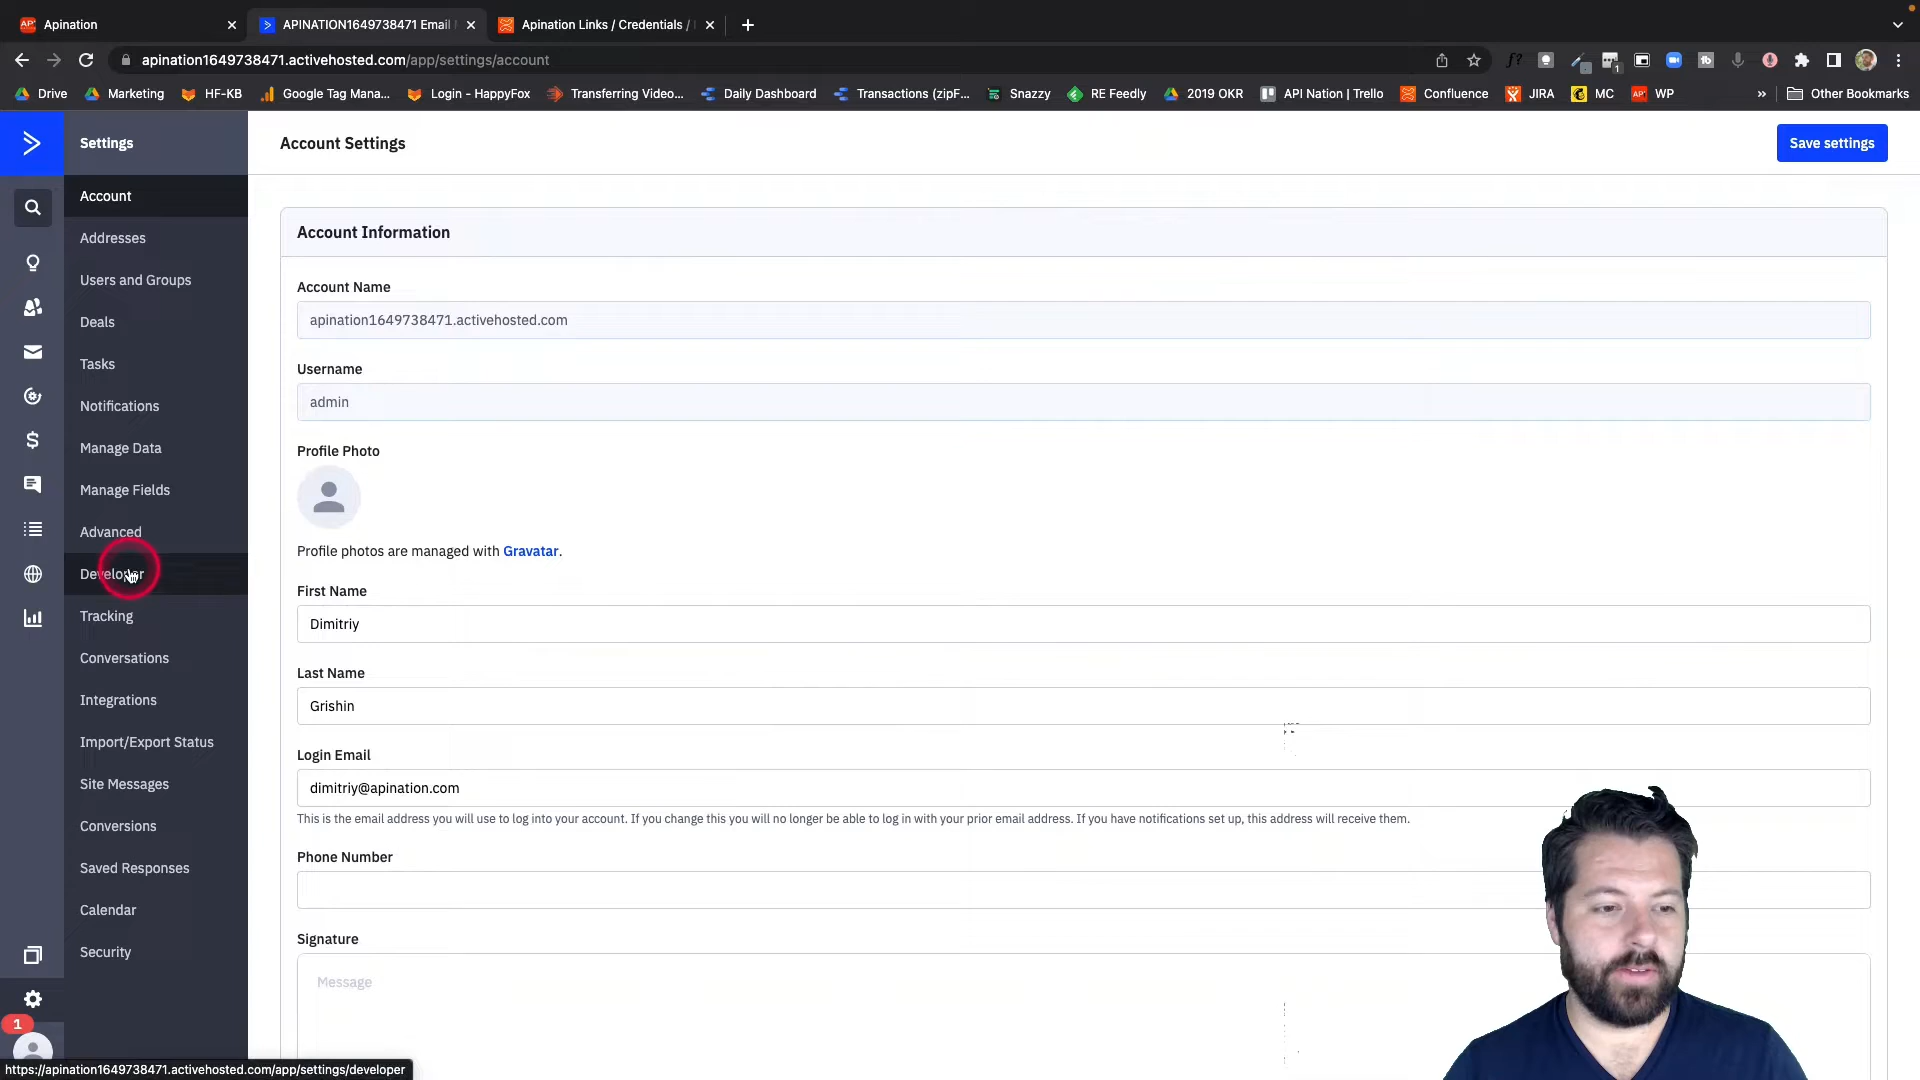 Apination
APINATION1649738471 Email
Apination Links / Credentials /
apination1649738471.activehosted.com/app/settings/account
Drive
Marketing
HF-KB
Google Tag Mana...
Login - HappyFox
Transferring Video...
Daily Dashboard
Transactions (zipF...
Snazzy
RE Feedly
2019 OKR
API Nation | Trello
Confluence
JIRA
MC
WP
»
Other Bookmarks
Settings
Account Settings
Save settings
Account
Addresses
Users and Groups
Deals
Tasks
Notifications
Manage Data
Manage Fields
Advanced
Developer
Tracking
Conversations
Integrations
Import/Export Status
Site Messages
Conversions
Saved Responses
Calendar
Security
1
Account Information
Account Name
apination1649738471.activehosted.com
Username
admin
Profile Photo
Profile photos are managed with Gravatar.
First Name
Dimitriy
Last Name
Grishin
Login Email
dimitriy@apination.com
This is the email address you will use to log into your account. If you change this you will no longer be able to log in with your prior email address. If you have notifications set up, this address will receive them.
Phone Number
Signature
Message
https://apination1649738471.activehosted.com/app/settings/developer